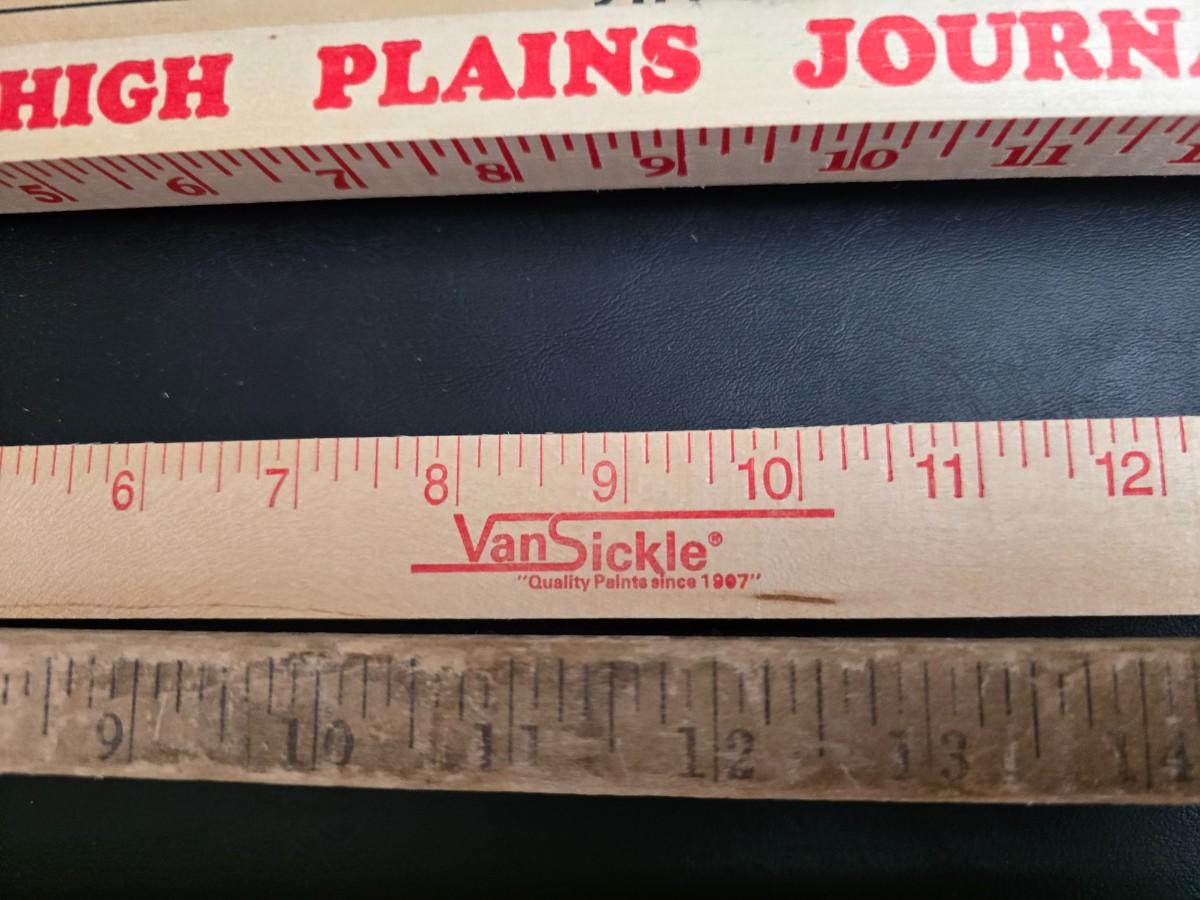 HIGH PLAINS JOURN
5 6 7 8 9 10 11
6 7 8 9 10 11 12
VanSickle®
"Quality Paints since 1907"
9 10 11 12 13 14